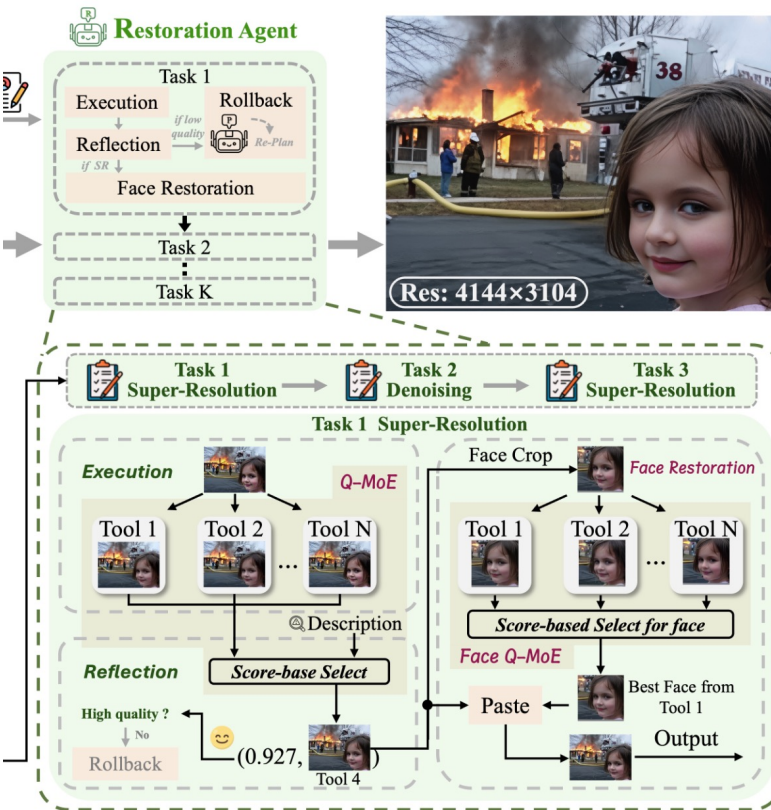 Restoration Agent
Task 1
Execution
Rollback
if low
quality
Reflection
Re-Plan
if SR
Face Restoration
Task 2
Task K
R
P
38
Res: 4144×3104
Task 1
Super-Resolution
Task 2
Denoising
Task 3
Super-Resolution
Task 1 Super-Resolution
Execution
Q-MoE
Tool 1
Tool 2
Tool N
...
Description
Reflection
Score-base Select
High quality ?
No
Rollback
(0.927, )
Tool 4
Face Crop
Face Restoration
Tool 1
Tool 2
Tool N
...
Score-based Select for face
Face Q-MoE
Best Face from
Tool 1
Paste
Output